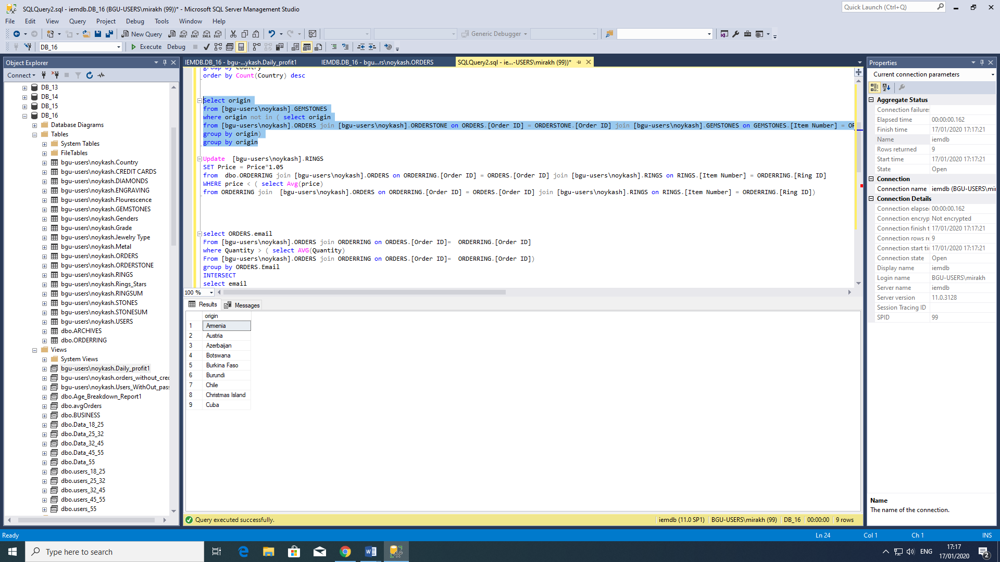 SQLQuery2.sql - iemdb.DB_16 (BGU-USERS\mirakh (99))* - Microsoft SQL Server Management Studio
Quick Launch (Ctrl+Q)
File Edit View Query Project Debug Tools Window Help
New Query
MDX DMX XMLA DAX
Generic Debugger
DB_16
Execute Debug
Object Explorer
Connect
DB_13
DB_14
DB_15
DB_16
Database Diagrams
Tables
System Tables
FileTables
bgu-users\noykash.Country
bgu-users\noykash.CREDIT CARDS
bgu-users\noykash.DIAMONDS
bgu-users\noykash.ENGRAVING
bgu-users\noykash.Flourescence
bgu-users\noykash.GEMSTONES
bgu-users\noykash.Genders
bgu-users\noykash.Grade
bgu-users\noykash.Jewelry Type
bgu-users\noykash.Metal
bgu-users\noykash.ORDERS
bgu-users\noykash.ORDERSTONE
bgu-users\noykash.RINGS
bgu-users\noykash.Rings_Stars
bgu-users\noykash.RINGSUM
bgu-users\noykash.STONES
bgu-users\noykash.STONESUM
bgu-users\noykash.USERS
dbo.ARCHIVES
dbo.ORDERRING
Views
System Views
bgu-users\noykash.Daily_profit1
bgu-users\noykash.orders_without_cre
bgu-users\noykash.Users_WithOut_pas
dbo.Age_Breakdown_Report1
dbo.avgOrders
dbo.BUSINESS
dbo.Data_18_25
dbo.Data_25_32
dbo.Data_32_45
dbo.Data_45_55
dbo.Data_55
dbo.users_18_25
dbo.users_25_32
dbo.users_32_45
dbo.users_45_55
dbo.users_55
IEMDB.DB_16 - bgu-...ykash.Daily_profit1
IEMDB.DB_16 - bgu...rs\noykash.ORDERS
SQLQuery2.sql - ie...-USERS\mirakh (99))*
group by Country
order by Count(Country) desc
Select origin
from [bgu-users\noykash].GEMSTONES
where origin not in ( select origin
from [bgu-users\noykash].ORDERS join [bgu-users\noykash].ORDERSTONE on ORDERS.[Order ID] = ORDERSTONE.[Order ID] join [bgu-users\noykash].GEMSTONES on GEMSTONES.[Item Number] = OR
group by origin)
group by origin
Update [bgu-users\noykash].RINGS
SET Price = Price*1.05
from dbo.ORDERRING join [bgu-users\noykash].ORDERS on ORDERRING.[Order ID] = ORDERS.[Order ID] join [bgu-users\noykash].RINGS on RINGS.[Item Number] = ORDERRING.[Ring ID]
WHERE price < ( select Avg(price)
from ORDERRING join [bgu-users\noykash].ORDERS on ORDERRING.[Order ID] = ORDERS.[Order ID] join [bgu-users\noykash].RINGS on RINGS.[Item Number] = ORDERRING.[Ring ID])
select ORDERS.email
From [bgu-users\noykash].ORDERS join ORDERRING on ORDERS.[Order ID]= ORDERRING.[Order ID]
where Quantity > ( select AVG(Quantity)
From [bgu-users\noykash].ORDERS join ORDERRING on ORDERS.[Order ID]= ORDERRING.[Order ID])
group by ORDERS.Email
INTERSECT
select email
100 %
Results Messages
origin
1 Armenia
2 Austria
3 Azerbaijan
4 Botswana
5 Burkina Faso
6 Burundi
7 Chile
8 Christmas Island
9 Cuba
Query executed successfully.
iemdb (11.0 SP1) BGU-USERS\mirakh (99) DB_16 00:00:00 9 rows
Properties
Current connection parameters
Aggregate Status
Connection failure
Elapsed time 00:00:00.162
Finish time 17/01/2020 17:17:21
Name iemdb
Rows returned 9
Start time 17/01/2020 17:17:21
State Open
Connection
Connection name iemdb (BGU-USERS\mi
Connection Details
Connection elapse 00:00:00.162
Connection encryp Not encrypted
Connection finish t 17/01/2020 17:17:21
Connection rows re 9
Connection start ti 17/01/2020 17:17:21
Connection state Open
Display name iemdb
Login name BGU-USERS\mirakh
Server name iemdb
Server version 11.0.3128
Session Tracing ID
SPID 99
Name
The name of the connection.
Ready
Ln 24 Col 1 Ch 1 INS
Type here to search
ENG
17:17
17/01/2020
2